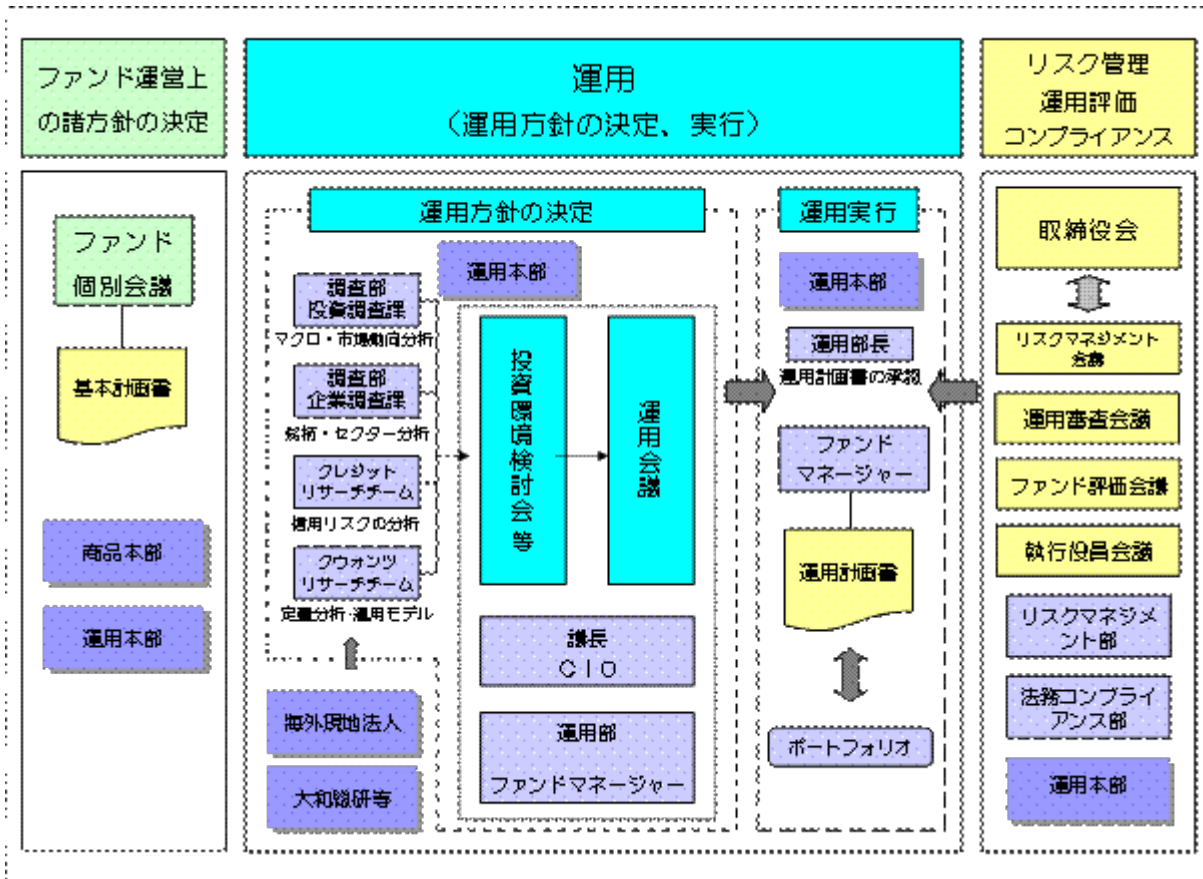 ファンド運営上
の諸方針の決定
運用
（運用方針の決定、実行）
リスク管理
運用評価
コンプライアンス
ファンド
個別会議
基本計画書
商品本部
運用本部
運用方針の決定
運用本部
調査部
投資調査課
マクロ・市場動向分析
調査部
企業調査課
銘柄・セクター分析
クレジット
リサーチチーム
信用リスクの分析
クウォンツ
リサーチチーム
定量分析・運用モデル
海外現地法人
大和総研等
投資環境検討会等
運用会議
議長
ＣＩＯ
運用部
ファンドマネージャー
運用実行
運用本部
運用部長
運用計画書の承認
ファンド
マネージャー
運用計画書
ポートフォリオ
取締役会
リスクマネジメント
会議
運用審査会議
ファンド評価会議
執行役員会議
リスクマネジメ
ント部
法務コンプライ
アンス部
運用本部